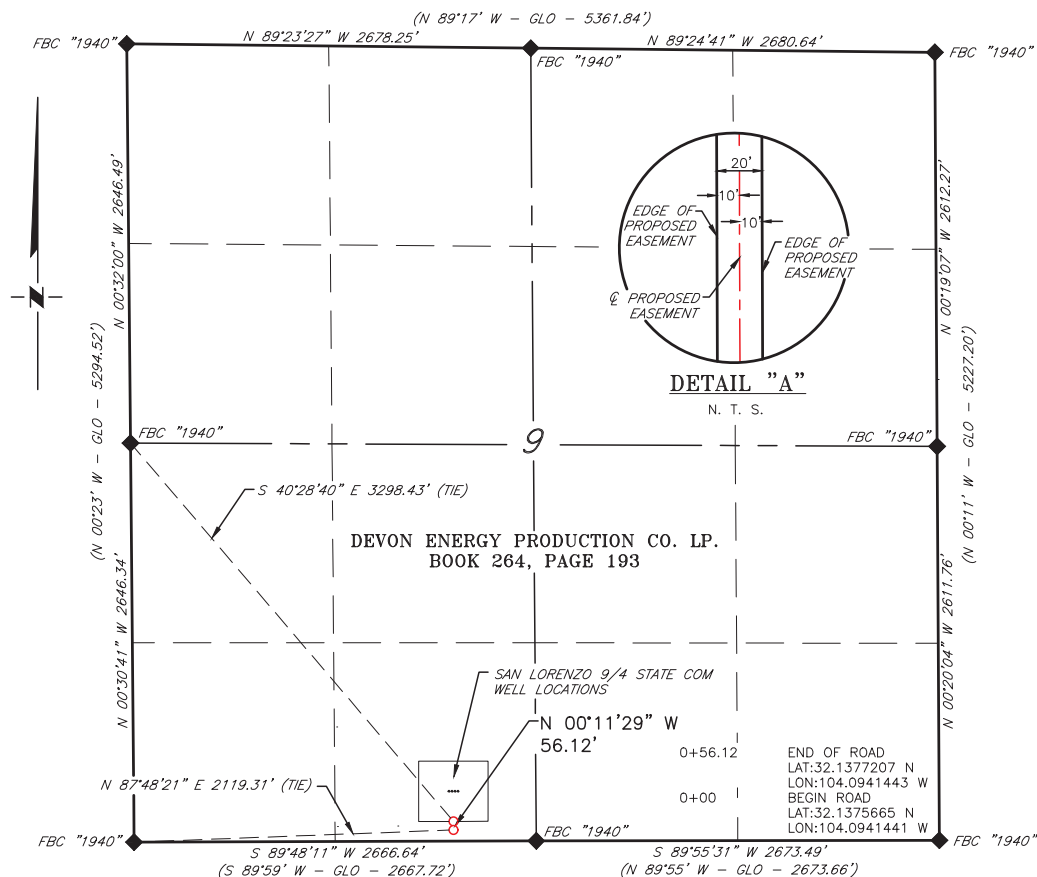 (N 89°17' W - GLO - 5361.84')
FBC "1940"
N 89°23'27" W 2678.25'
FBC "1940"
N 89°24'41" W 2680.64'
FBC "1940"
N 00°32'00" W 2646.49'
(N 00°23' W - GLO - 5294.52')
N
20'
10'
10'
EDGE OF
PROPOSED
EASEMENT
EDGE OF
PROPOSED
EASEMENT
℄ PROPOSED
EASEMENT
DETAIL "A"
N. T. S.
N 00°19'07" W 2612.27'
(N 00°11' W - GLO - 5227.20')
FBC "1940"
9
FBC "1940"
S 40°28'40" E 3298.43' (TIE)
DEVON ENERGY PRODUCTION CO. LP.
BOOK 264, PAGE 193
N 00°30'41" W 2646.34'
N 00°20'04" W 2611.76'
SAN LORENZO 9/4 STATE COM
WELL LOCATIONS
N 00°11'29" W
56.12'
0+56.12 END OF ROAD
LAT:32.1377207 N
LON:104.0941443 W
0+00 BEGIN ROAD
LAT:32.1375665 N
LON:104.0941441 W
N 87°48'21" E 2119.31' (TIE)
FBC "1940"
FBC "1940"
FBC "1940"
S 89°48'11" W 2666.64'
(S 89°59' W - GLO - 2667.72')
S 89°55'31" W 2673.49'
(N 89°55' W - GLO - 2673.66')